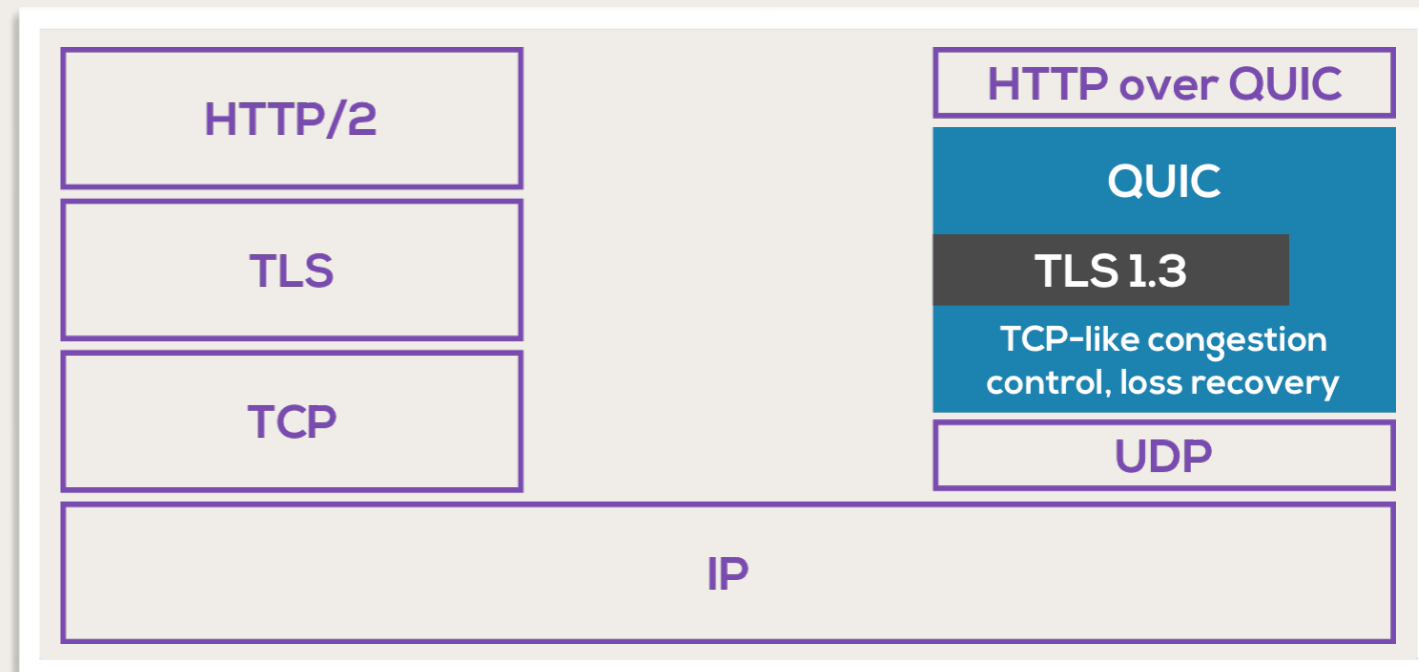 HTTP/2
TLS
TCP
HTTP over QUIC
QUIC
TLS 1.3
TCP-like congestion
control, loss recovery
UDP
IP